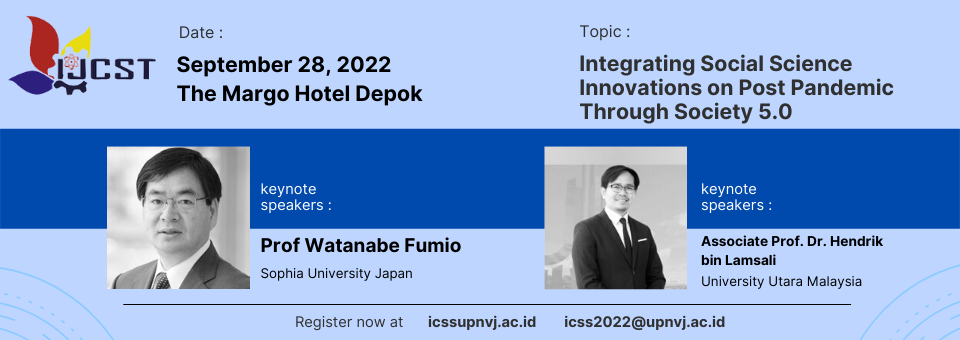 IJCST
Date :
September 28, 2022
The Margo Hotel Depok
Topic :
Integrating Social Science
Innovations on Post Pandemic
Through Society 5.0
keynote
speakers :
Prof Watanabe Fumio
Sophia University Japan
keynote
speakers :
Associate Prof. Dr. Hendrik
bin Lamsali
University Utara Malaysia
Register now at icssupnvj.ac.id icss2022@upnvj.ac.id